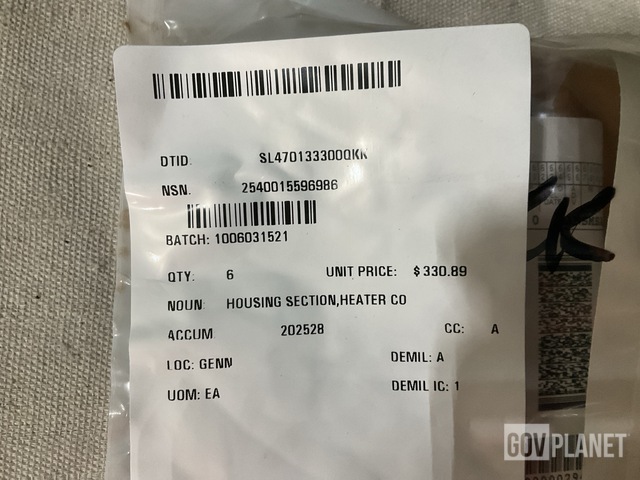 DTID: SL470133300QKK
NSN: 2540015596986
BATCH: 1006031521
QTY: 6 UNIT PRICE: $ 330.89
NOUN: HOUSING SECTION,HEATER CO
ACCUM 202528 CC: A
LOC: GENN DEMIL: A
UOM: EA DEMIL IC: 1
GOVPLANET